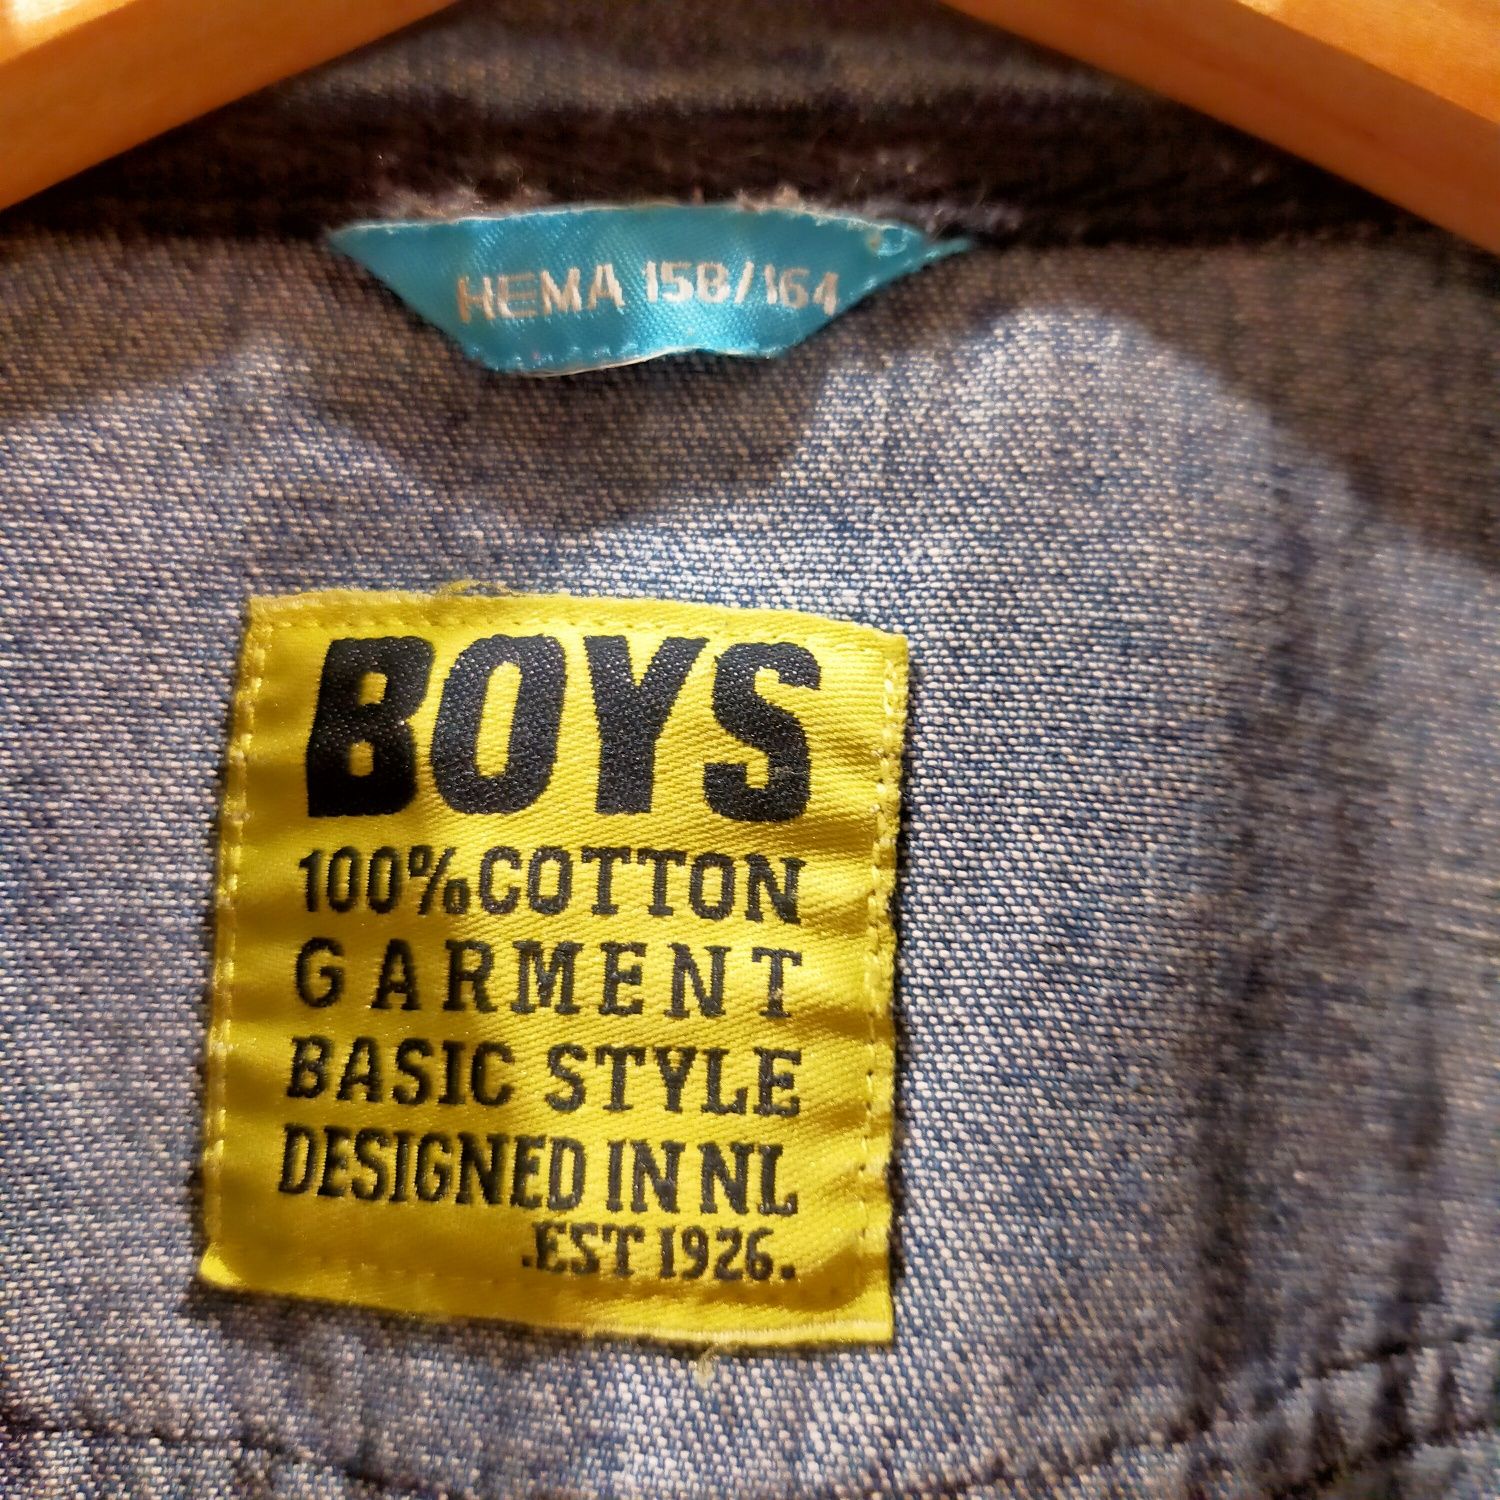 HEMA 158/164
BOYS
100% COTTON
GARMENT
BASIC STYLE
DESIGNED IN NL
.EST 1926.